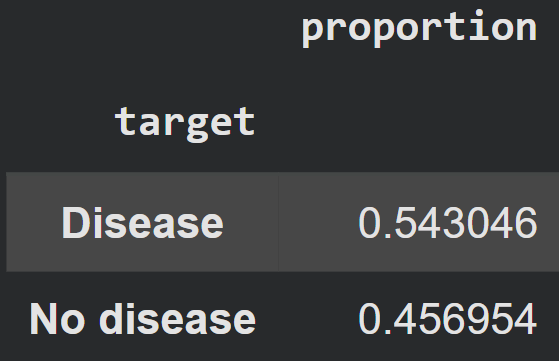 proportion
target
Disease 0.543046
No disease 0.456954